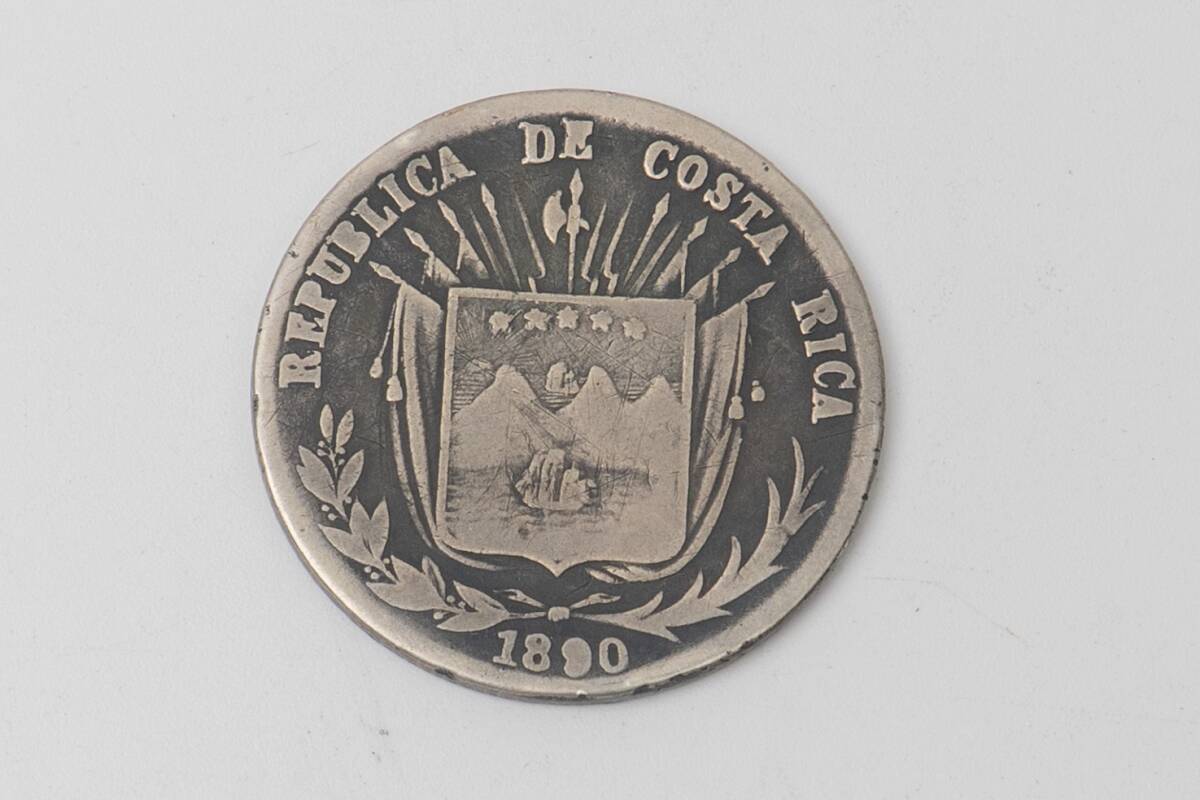 REPUBLICA DE COSTA RICA
1890